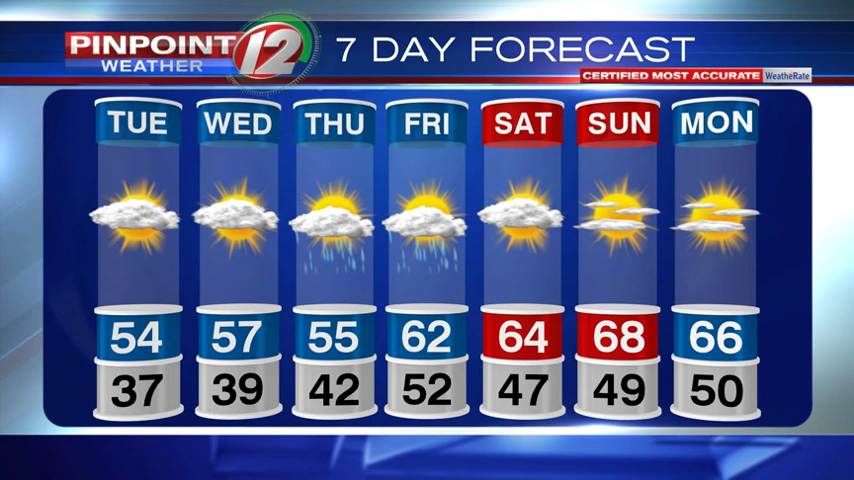 PINPOINT 12
WEATHER
7 DAY FORECAST
CERTIFIED MOST ACCURATE WeatheRate
TUE WED THU FRI SAT SUN MON
54 57 55 62 64 68 66
37 39 42 52 47 49 50